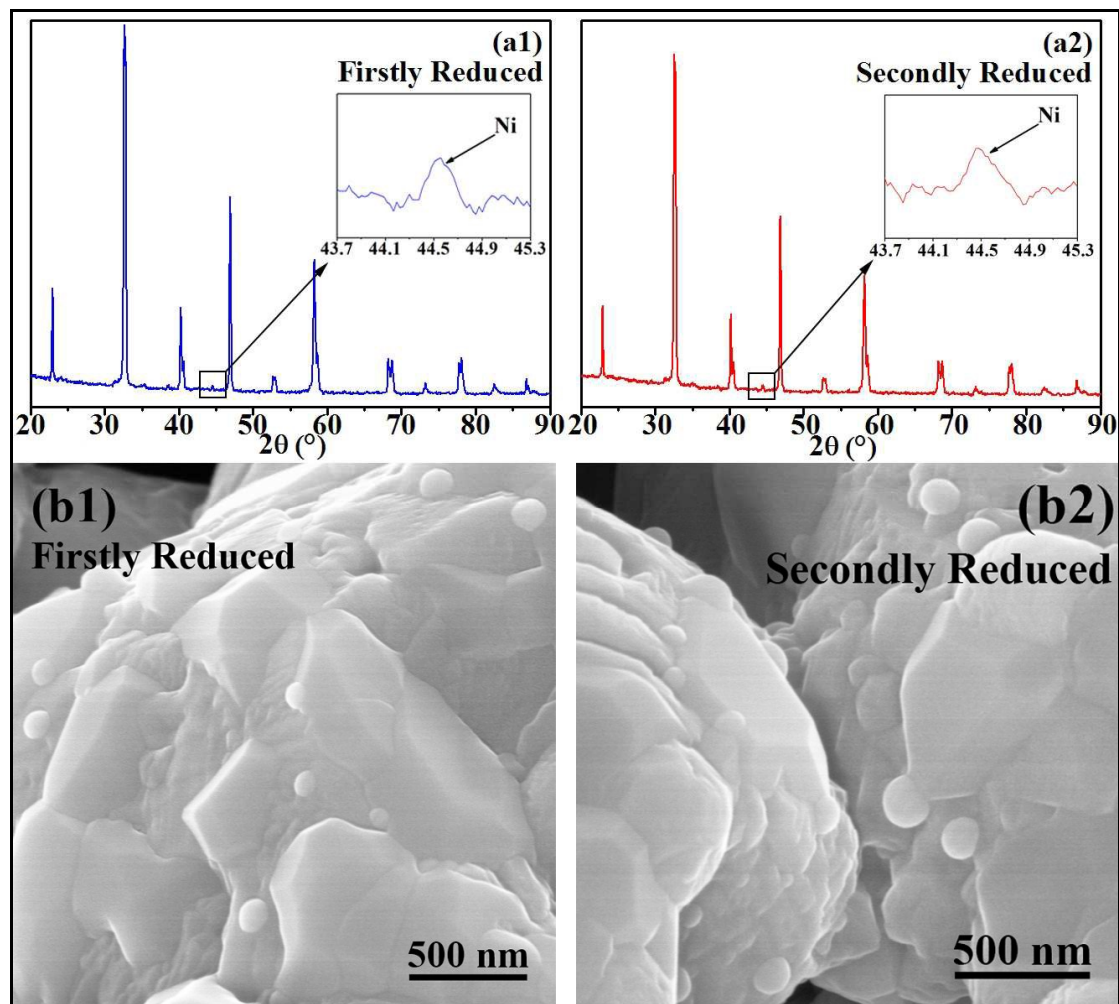 (a1)
Firstly Reduced
Ni
43.7 44.1 44.5 44.9 45.3
20 30 40 50 60 70 80 90
2θ (°)
(a2)
Secondly Reduced
Ni
43.7 44.1 44.5 44.9 45.3
20 30 40 50 60 70 80 90
2θ (°)
(b1)
Firstly Reduced
500 nm
(b2)
Secondly Reduced
500 nm